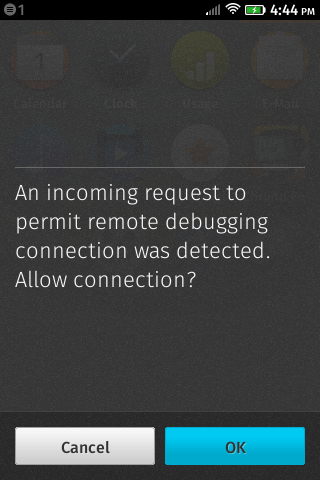 1 4:44 PM
Calendar Clock Usage E-Mail
An incoming request to
permit remote debugging
connection was detected.
Allow connection?
Cancel OK